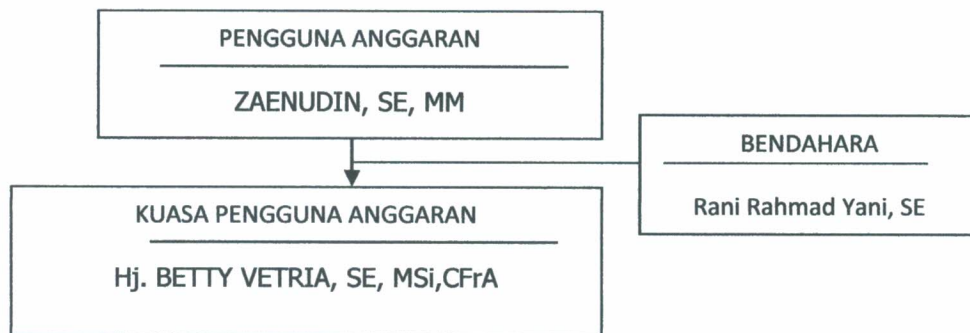 PENGGUNA ANGGARAN
ZAENUDIN, SE, MM
BENDAHARA
Rani Rahmad Yani, SE
KUASA PENGGUNA ANGGARAN
Hj. BETTY VETRIA, SE, MSi,CFrA